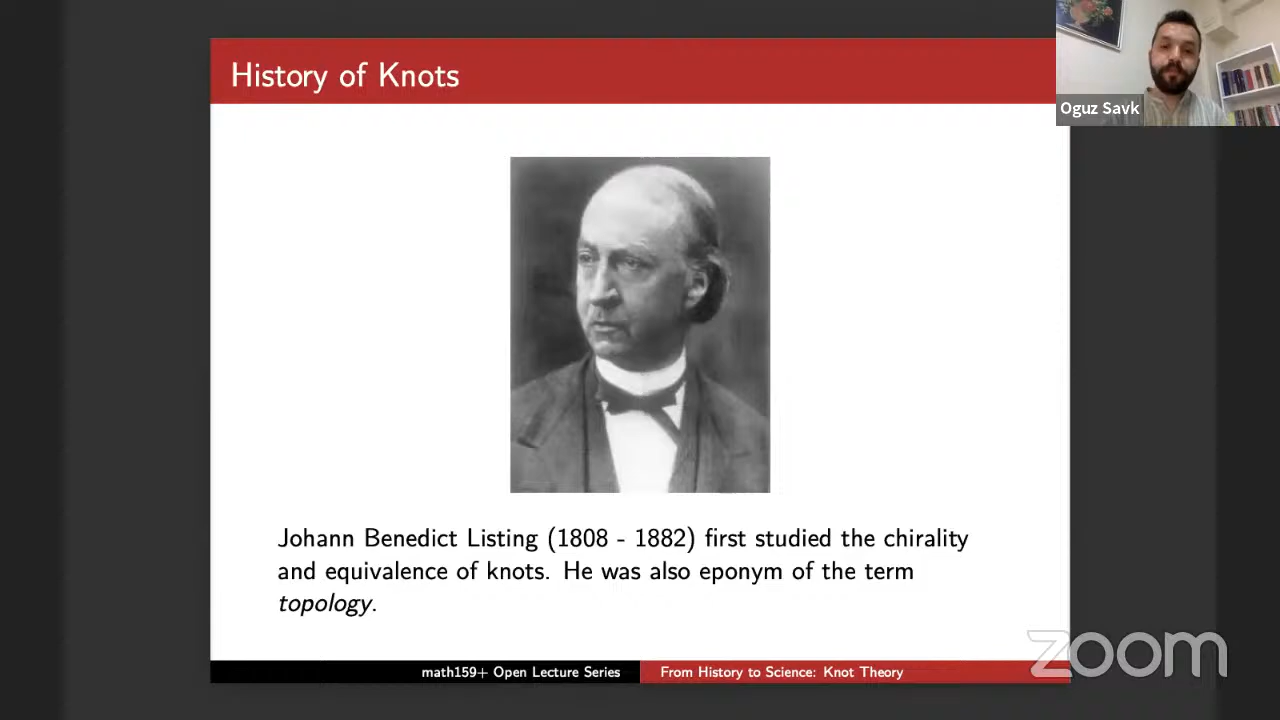 History of Knots
Oguz Savk
Johann Benedict Listing (1808 - 1882) first studied the chirality
and equivalence of knots. He was also eponym of the term
topology.
math159+ Open Lecture Series
From History to Science: Knot Theory
zoom